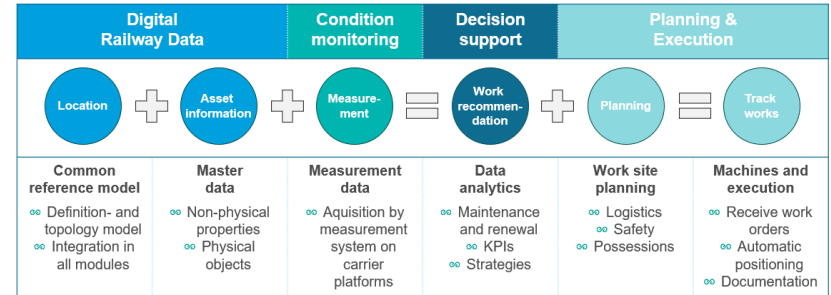 Digital
Railway Data
Condition
monitoring
Decision
support
Planning &
Execution
Location
Asset
information
Measure-
ment
Work
recommen-
dation
Planning
Track
works
Common
reference model
Definition- and
topology model
Integration in
all modules
Master
data
Non-physical
properties
Physical
objects
Measurement
data
Aquisition by
measurement
system on
carrier
platforms
Data
analytics
Maintenance
and renewal
KPIs
Strategies
Work site
planning
Logistics
Safety
Possessions
Machines and
execution
Receive work
orders
Automatic
positioning
Documentation